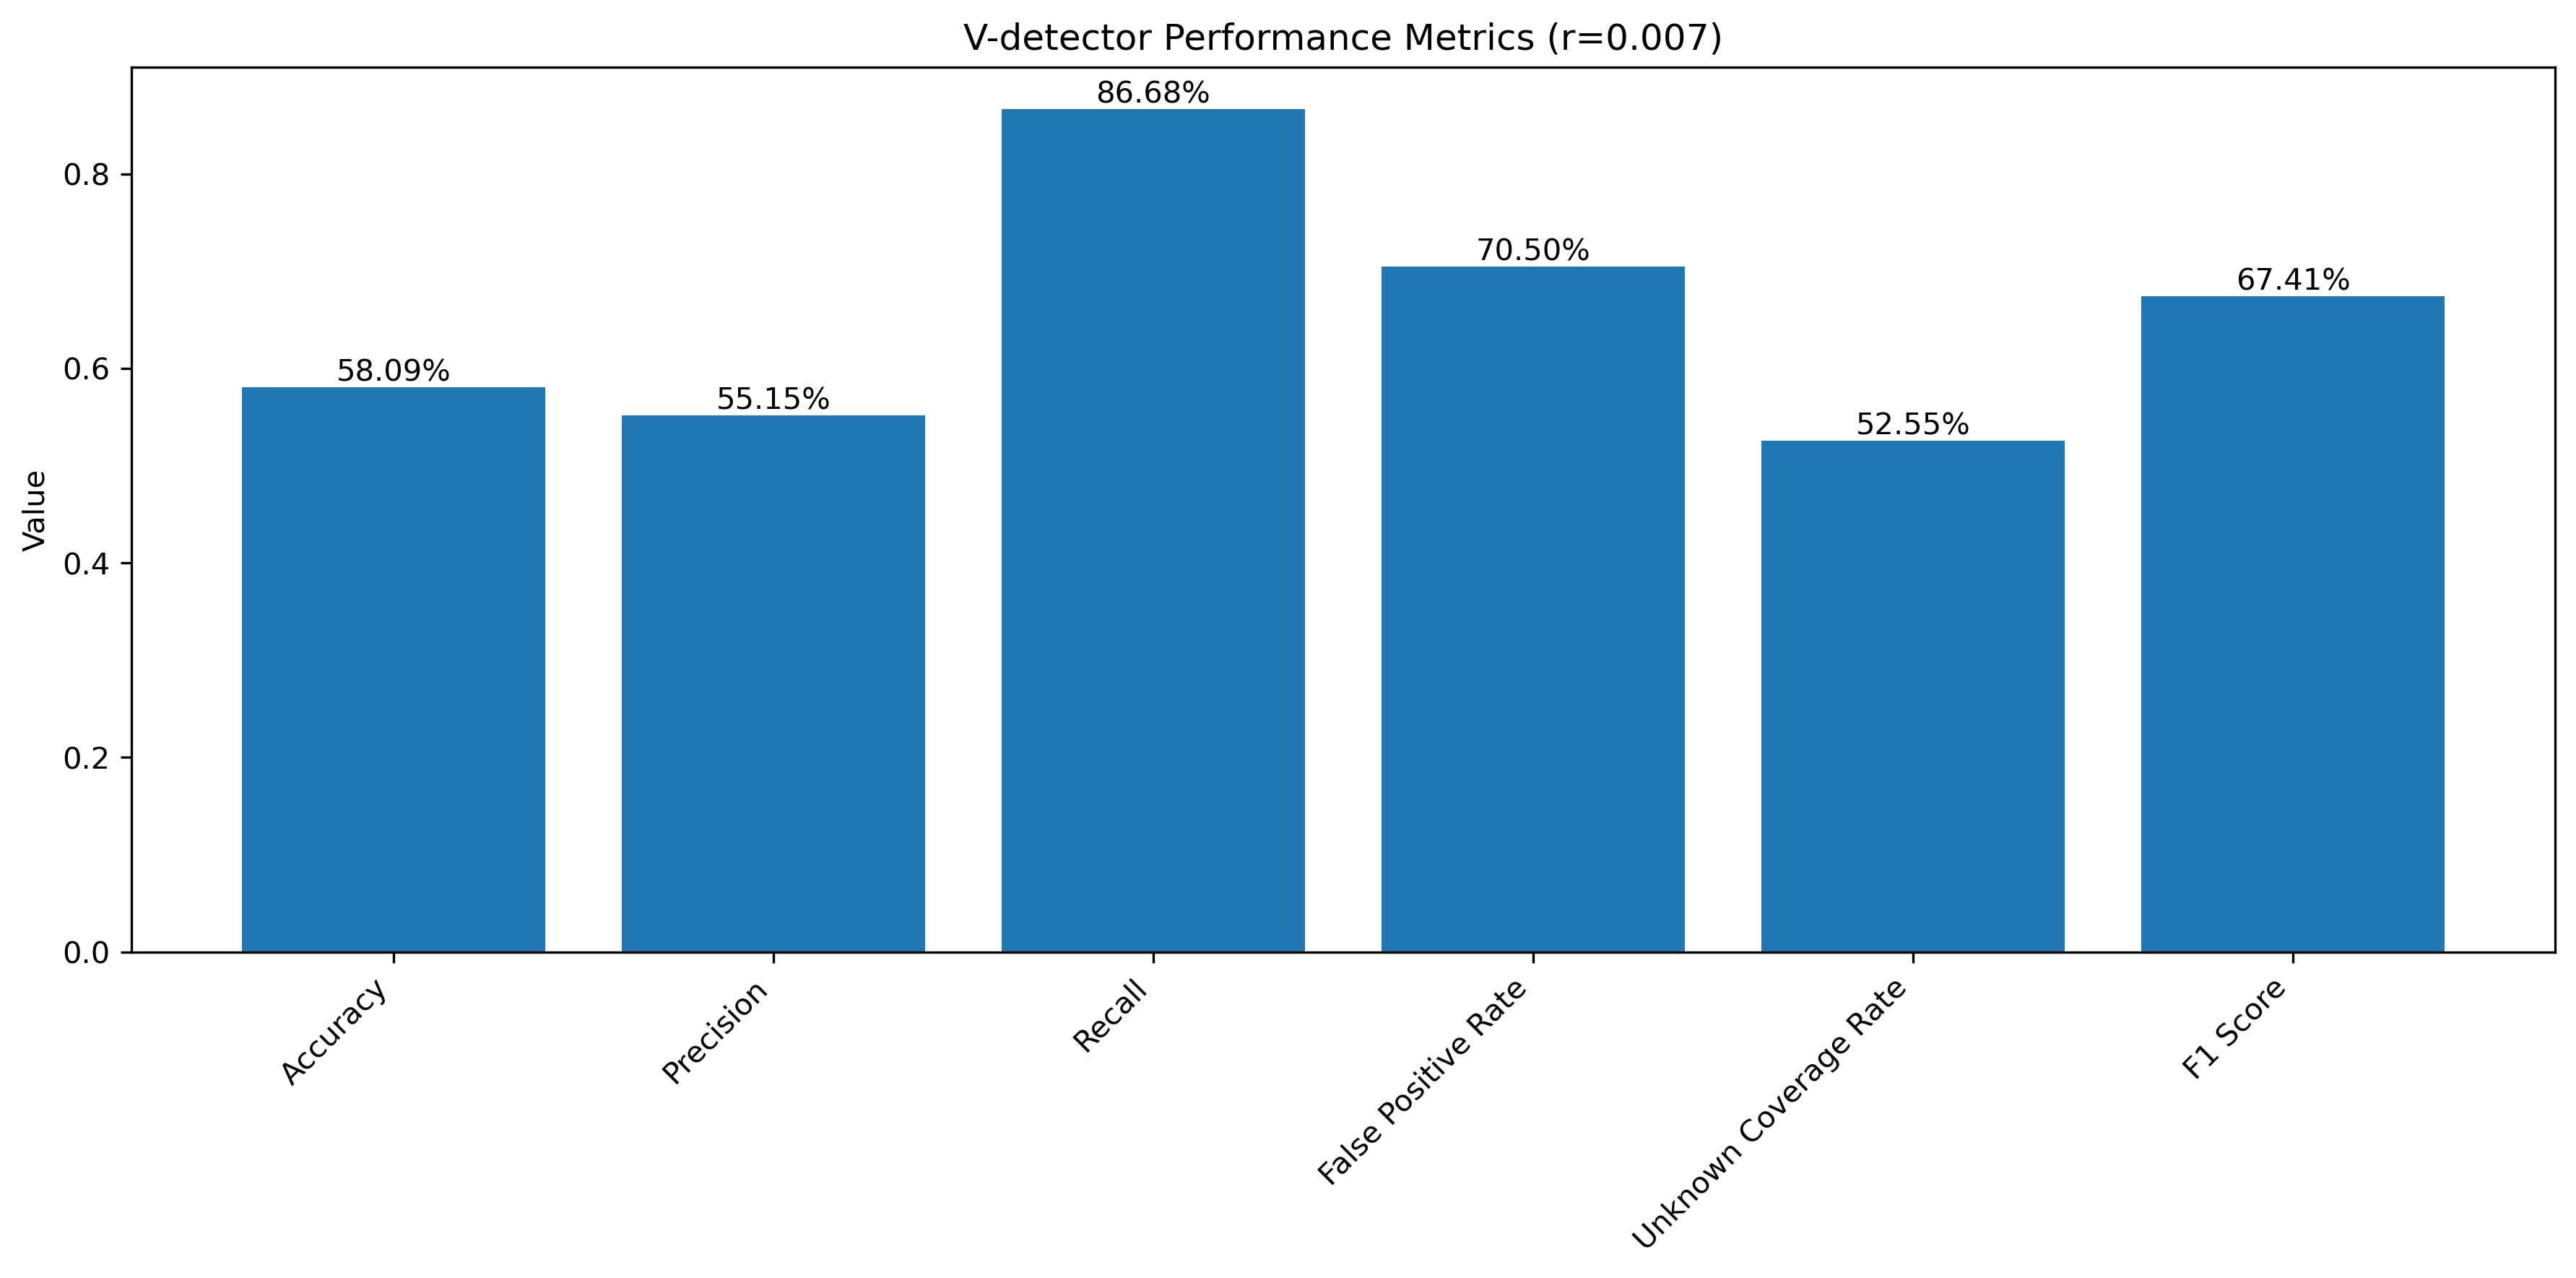 V-detector Performance Metrics (r=0.007)
86.68%
0.8
70.50%
67.41%
0.6
58.09%
55.15%
52.55%
Value
0.4
0.2
0.0
Accuracy
Precision
Recall
False Positive Rate
Unknown Coverage Rate
F1 Score